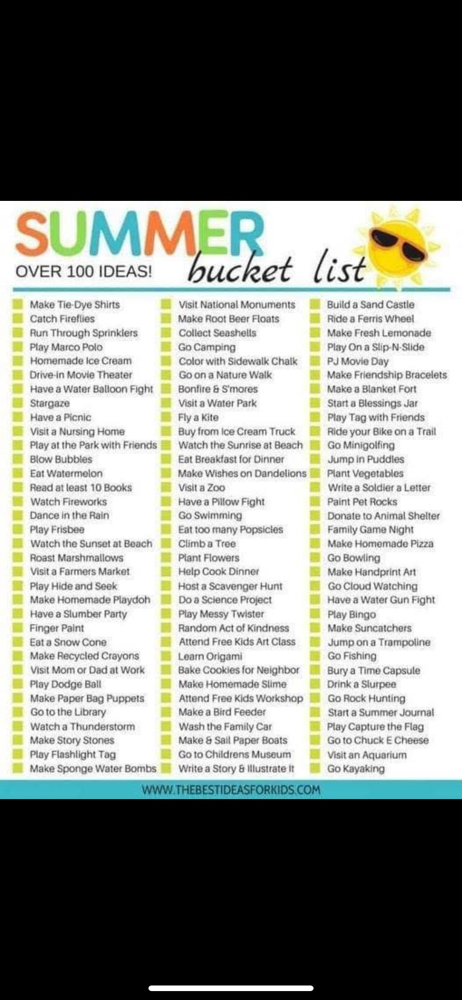 SUMMER
bucket list
OVER 100 IDEAS!
Make Tie-Dye Shirts
Catch Fireflies
Run Through Sprinklers
Play Marco Polo
Homemade Ice Cream
Drive-in Movie Theater
Have a Water Balloon Fight
Stargaze
Have a Picnic
Visit a Nursing Home
Play at the Park with Friends
Blow Bubbles
Eat Watermelon
Read at least 10 Books
Watch Fireworks
Dance in the Rain
Play Frisbee
Watch the Sunset at Beach
Roast Marshmallows
Visit a Farmers Market
Play Hide and Seek
Make Homemade Playdoh
Have a Slumber Party
Finger Paint
Eat a Snow Cone
Make Recycled Crayons
Visit Mom or Dad at Work
Play Dodge Ball
Make Paper Bag Puppets
Go to the Library
Watch a Thunderstorm
Make Story Stones
Play Flashlight Tag
Make Sponge Water Bombs
Visit National Monuments
Make Root Beer Floats
Collect Seashells
Go Camping
Color with Sidewalk Chalk
Go on a Nature Walk
Bonfire & S'mores
Visit a Water Park
Fly a Kite
Buy from Ice Cream Truck
Watch the Sunrise at Beach
Eat Breakfast for Dinner
Make Wishes on Dandelions
Visit a Zoo
Have a Pillow Fight
Go Swimming
Eat too many Popsicles
Climb a Tree
Plant Flowers
Help Cook Dinner
Host a Scavenger Hunt
Do a Science Project
Play Messy Twister
Random Act of Kindness
Attend Free Kids Art Class
Learn Origami
Bake Cookies for Neighbor
Make Homemade Slime
Attend Free Kids Workshop
Make a Bird Feeder
Wash the Family Car
Make & Sail Paper Boats
Go to Childrens Museum
Write a Story & Illustrate It
Build a Sand Castle
Ride a Ferris Wheel
Make Fresh Lemonade
Play On a Slip-N-Slide
PJ Movie Day
Make Friendship Bracelets
Make a Blanket Fort
Start a Blessings Jar
Play Tag with Friends
Ride your Bike on a Trail
Go Minigolfing
Jump in Puddles
Plant Vegetables
Write a Soldier a Letter
Paint Pet Rocks
Donate to Animal Shelter
Family Game Night
Make Homemade Pizza
Go Bowling
Make Handprint Art
Go Cloud Watching
Have a Water Gun Fight
Play Bingo
Make Suncatchers
Jump on a Trampoline
Go Fishing
Bury a Time Capsule
Drink a Slurpee
Go Rock Hunting
Start a Summer Journal
Play Capture the Flag
Go to Chuck E Cheese
Visit an Aquarium
Go Kayaking
WWW.THEBESTIDEASFORKIDS.COM